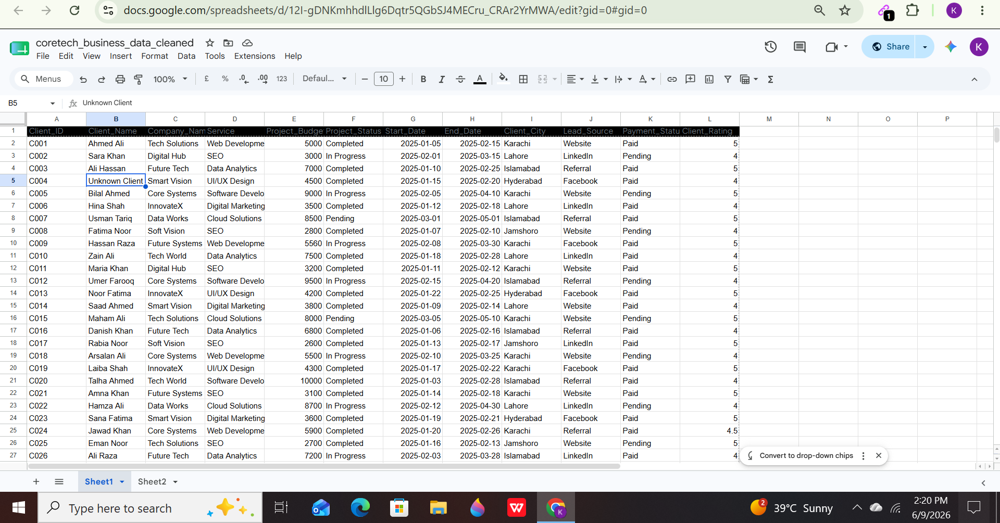 docs.google.com/spreadsheets/d/12I-gDNKmhhdlLlg6Dqtr5QGbSJ4MECru_CRAr2YrMWA/edit?gid=0#gid=0
1
K
coretech_business_data_cleaned
File Edit View Insert Format Data Tools Extensions Help
Share
K
Menus 100% £ % .0 .00 123 Defaul... 10 B I A
B5 Unknown Client
A B C D E F G H I J K L M N O P
1 Client_ID Client_Name Company_Nam Service Project_Budge Project_Status Start_Date End_Date Client_City Lead_Source Payment_Statu Client_Rating
2 C001 Ahmed Ali Tech Solutions Web Developme 5000 Completed 2025-01-05 2025-02-15 Karachi Website Paid 5
3 C002 Sara Khan Digital Hub SEO 3000 In Progress 2025-02-01 2025-03-15 Lahore LinkedIn Pending 4
4 C003 Ali Hassan Future Tech Data Analytics 7000 Completed 2025-01-10 2025-02-25 Islamabad Referral Paid 5
5 C004 Unknown Client Smart Vision UI/UX Design 4500 Completed 2025-01-15 2025-02-20 Hyderabad Facebook Paid 4
6 C005 Bilal Ahmed Core Systems Software Develo 9000 In Progress 2025-02-05 2025-04-10 Karachi Website Pending 5
7 C006 Hina Shah InnovateX Digital Marketing 3500 Completed 2025-01-12 2025-02-18 Lahore LinkedIn Paid 4
8 C007 Usman Tariq Data Works Cloud Solutions 8500 Pending 2025-03-01 2025-05-01 Islamabad Referral Paid 5
9 C008 Fatima Noor Soft Vision SEO 2800 Completed 2025-01-07 2025-02-10 Jamshoro Website Pending 4
10 C009 Hassan Raza Future Systems Web Developme 5560 In Progress 2025-02-08 2025-03-30 Karachi Facebook Paid 5
11 C010 Zain Ali Tech World Data Analytics 7500 Completed 2025-01-18 2025-02-28 Lahore LinkedIn Paid 4
12 C011 Maria Khan Digital Hub SEO 3200 Completed 2025-01-11 2025-02-12 Karachi Website Paid 5
13 C012 Umer Farooq Core Systems Software Develo 9500 In Progress 2025-02-15 2025-04-20 Islamabad Referral Pending 4
14 C013 Noor Fatima InnovateX UI/UX Design 4200 Completed 2025-01-22 2025-02-25 Hyderabad Facebook Paid 5
15 C014 Saad Ahmed Smart Vision Digital Marketing 3800 Completed 2025-01-09 2025-02-14 Lahore Website Paid 4
16 C015 Maham Ali Tech Solutions Cloud Solutions 8000 Pending 2025-03-05 2025-05-10 Karachi Website Pending 5
17 C016 Danish Khan Future Tech Data Analytics 6800 Completed 2025-01-06 2025-02-16 Islamabad Referral Paid 4
18 C017 Rabia Noor Soft Vision SEO 2600 Completed 2025-01-13 2025-02-17 Jamshoro LinkedIn Paid 5
19 C018 Arsalan Ali Core Systems Web Developme 5500 In Progress 2025-02-10 2025-03-25 Karachi Website Pending 4
20 C019 Laiba Shah InnovateX UI/UX Design 4300 Completed 2025-01-17 2025-02-22 Karachi Facebook Paid 5
21 C020 Talha Ahmed Tech World Software Develo 10000 Completed 2025-01-03 2025-02-28 Islamabad Referral Paid 4
22 C021 Amna Khan Future Systems SEO 3100 Completed 2025-01-14 2025-02-18 Karachi Website Paid 5
23 C022 Hamza Ali Data Works Cloud Solutions 8700 In Progress 2025-02-12 2025-04-30 Lahore LinkedIn Pending 4
24 C023 Sana Fatima Smart Vision Digital Marketing 3600 Completed 2025-01-19 2025-02-21 Hyderabad Facebook Paid 5
25 C024 Jawad Khan Core Systems Web Developme 5900 Completed 2025-01-20 2025-02-26 Karachi Referral Paid 4.5
26 C025 Eman Noor Tech Solutions SEO 2700 Completed 2025-01-16 2025-02-13 Jamshoro Website Pending 5
27 C026 Ali Raza Future Tech Data Analytics 7200 In Progress 2025-02-03 2025-03-28 Islamabad LinkedIn Paid 4
Convert to drop-down chips
Sheet1 Sheet2
Type here to search
2 39°C Sunny
2:20 PM
6/9/2026